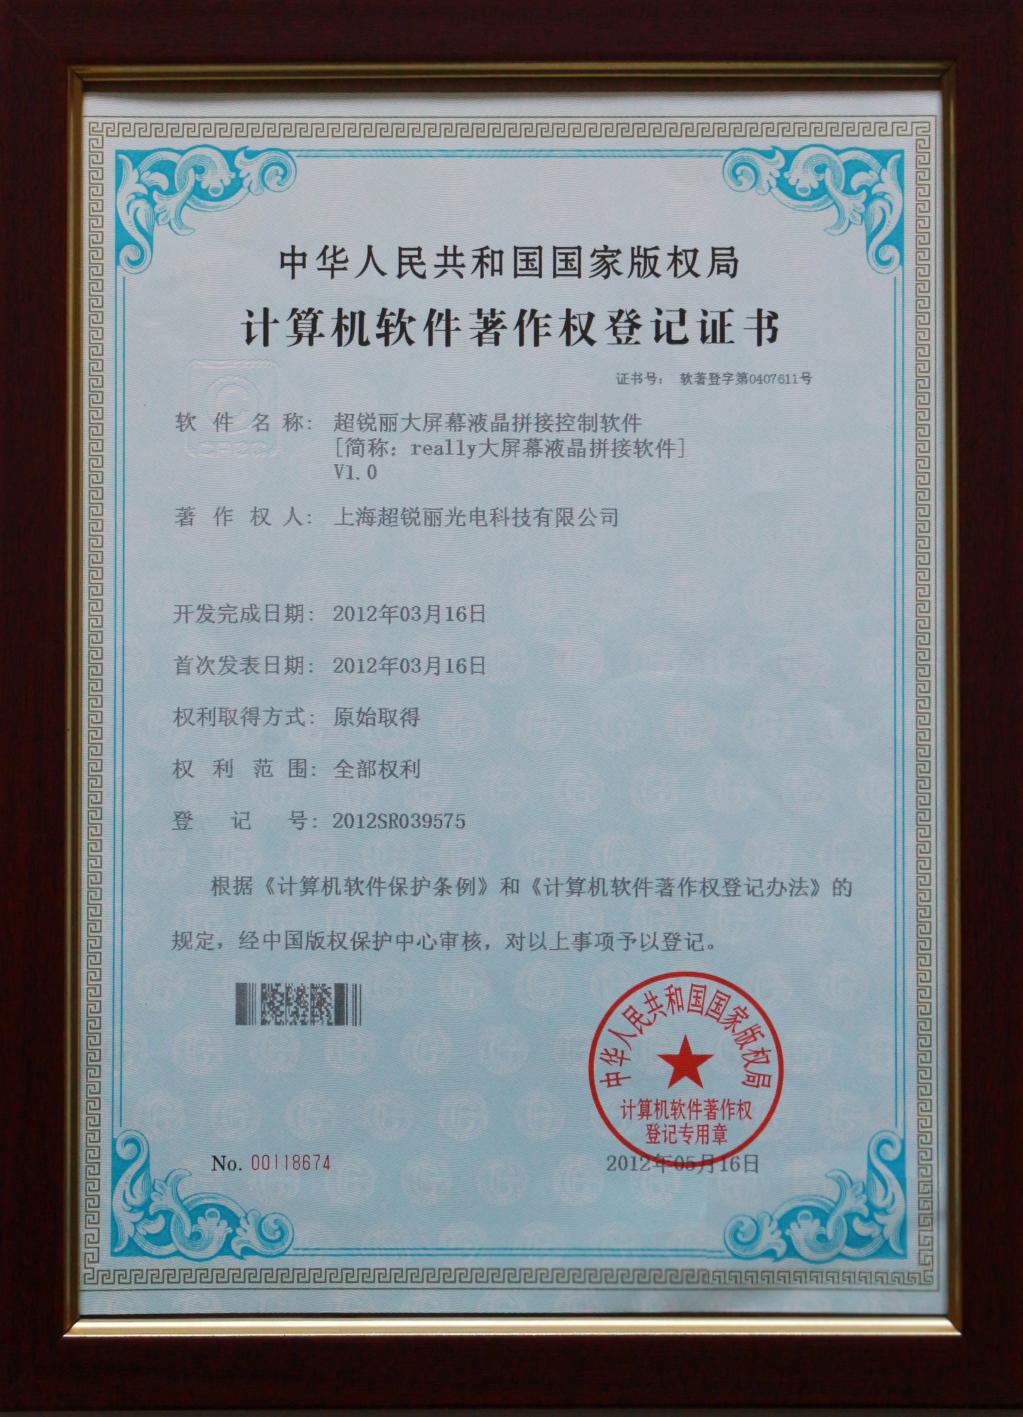 中华人民共和国国家版权局
计算机软件著作权登记证书
证书号： 软著登字第0407611号
CPCC
软件名称： 超锐丽大屏幕液晶拼接控制软件
[简称：really大屏幕液晶拼接软件]
V1.0
著作权人： 上海超锐丽光电科技有限公司
开发完成日期： 2012年03月16日
首次发表日期： 2012年03月16日
权利取得方式： 原始取得
权利范围： 全部权利
登记号： 2012SR039575
根据《计算机软件保护条例》和《计算机软件著作权登记办法》的
规定，经中国版权保护中心审核，对以上事项予以登记。
中华人民共和国国家版权局
计算机软件著作权
登记专用章
No. 00118674
2012年05月16日